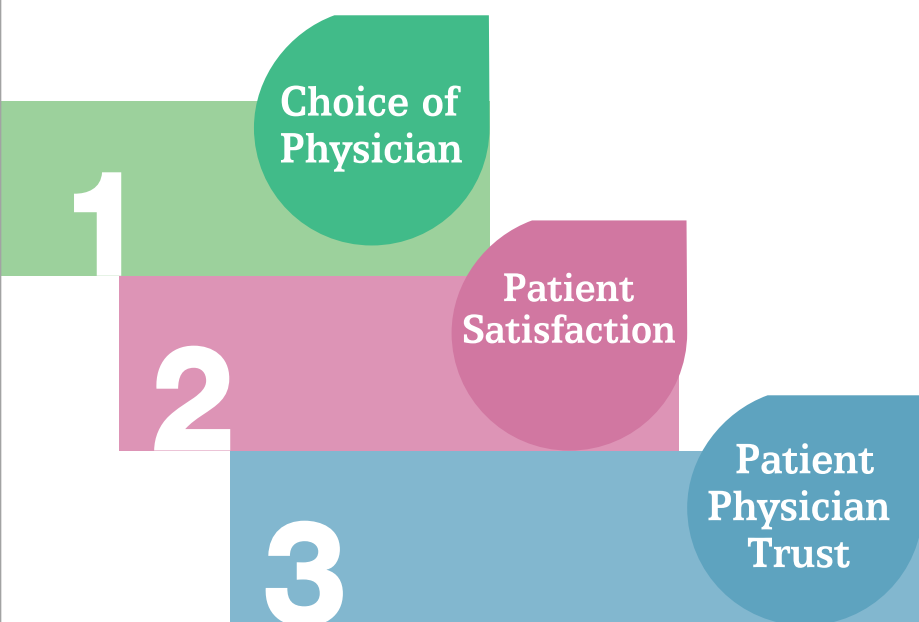 1
Choice of
Physician
2
Patient
Satisfaction
3
Patient
Physician
Trust